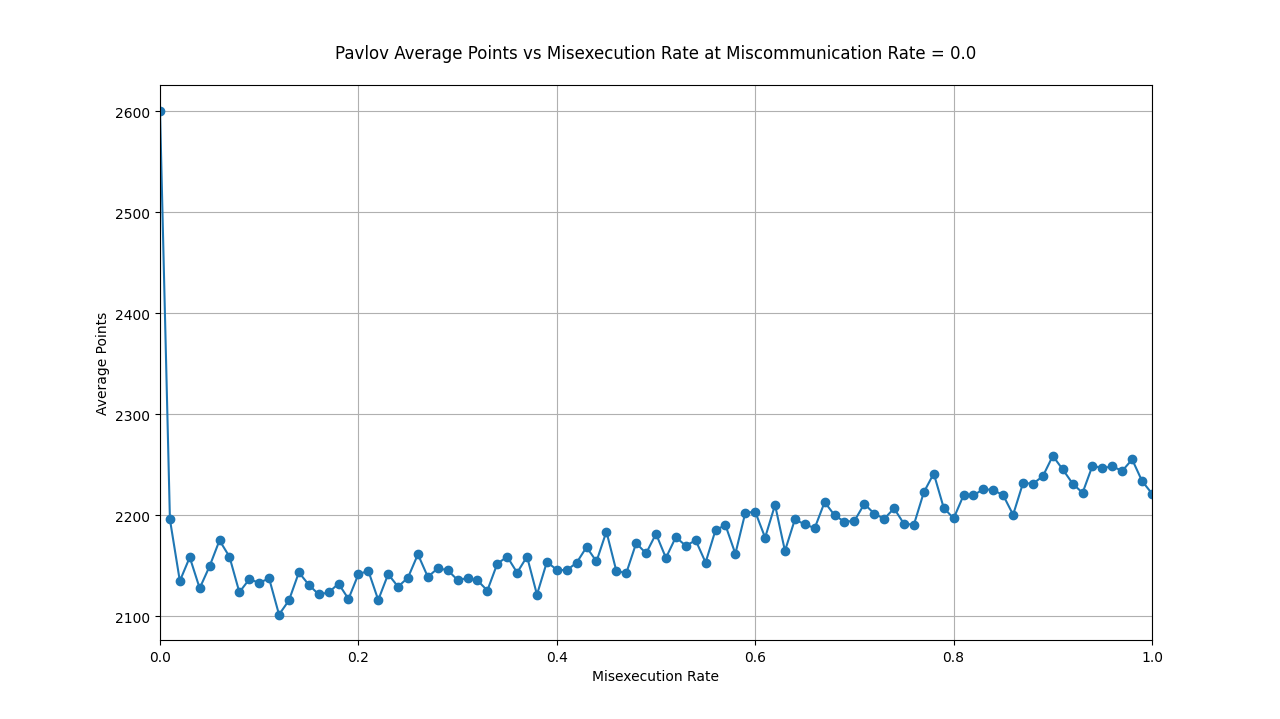 Pavlov Average Points vs Misexecution Rate at Miscommunication Rate = 0.0
2600
2500
2400
2300
2200
2100
Average Points
0.0 0.2 0.4 0.6 0.8 1.0
Misexecution Rate